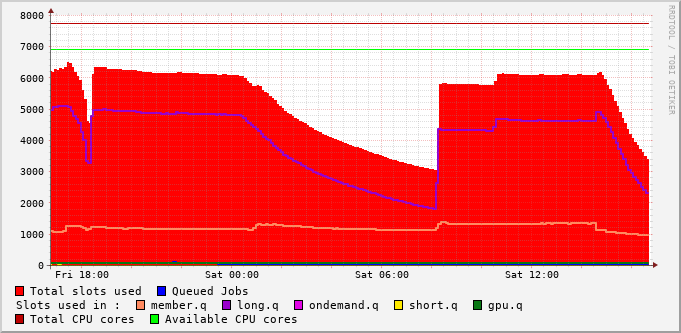 8000
7000
6000
5000
4000
3000
2000
1000
0
Fri 18:00 Sat 00:00 Sat 06:00 Sat 12:00
RRDTOOL / TOBI OETIKER
Total slots used Queued Jobs
Slots used in : member.q long.q ondemand.q short.q gpu.q
Total CPU cores Available CPU cores